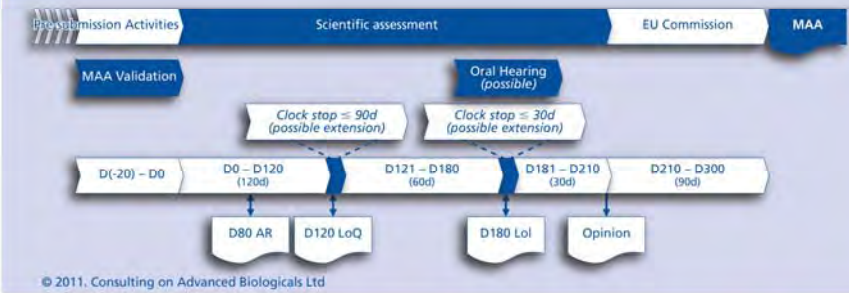 Pre-submission Activities
Scientific assessment
EU Commission
MAA
MAA Validation
Oral Hearing
(possible)
Clock stop ≤ 90d
(possible extension)
Clock stop ≤ 30d
(possible extension)
D(-20) – D0
D0 – D120
(120d)
D121 – D180
(60d)
D181 – D210
(30d)
D210 – D300
(90d)
D80 AR
D120 LoQ
D180 LoI
Opinion
© 2011. Consulting on Advanced Biologicals Ltd